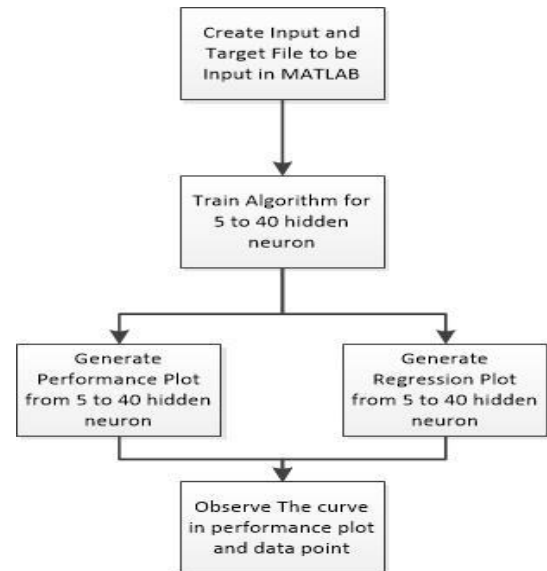 Create Input and
Target File to be
Input in MATLAB
Train Algorithm for
5 to 40 hidden
neuron
Generate
Performance Plot
from 5 to 40 hidden
neuron
Generate
Regression Plot
from 5 to 40 hidden
neuron
Observe The curve
in performance plot
and data point